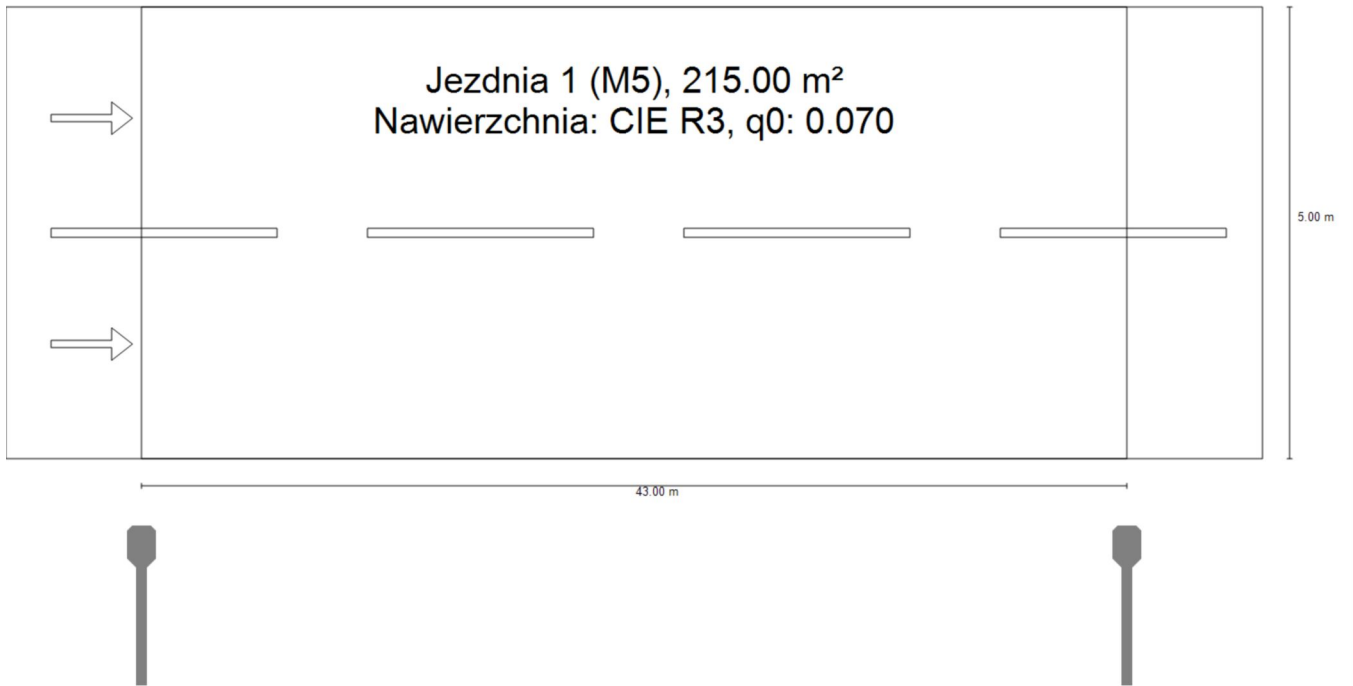 Jezdnia 1 (M5), 215.00 m²
Nawierzchnia: CIE R3, q0: 0.070
5.00 m
43.00 m